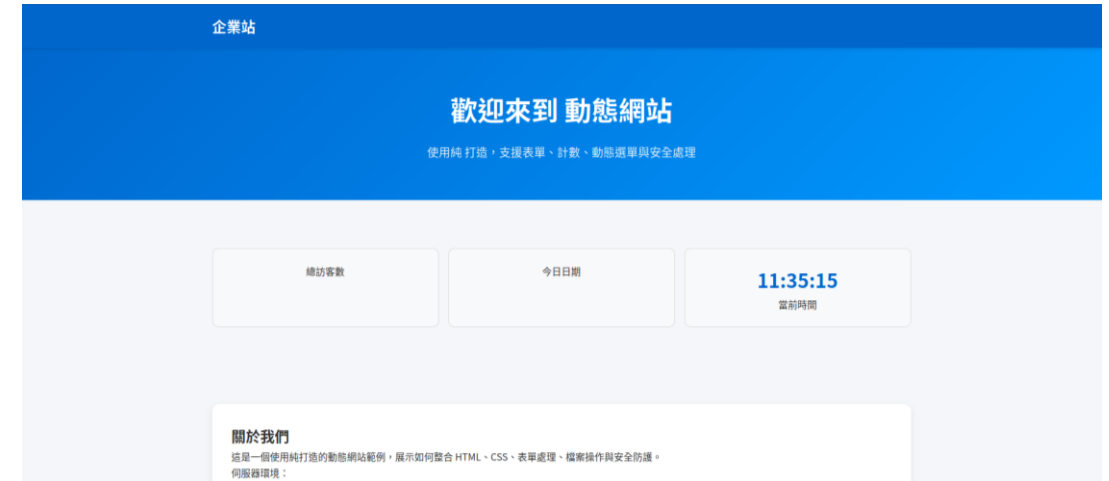 企業站
歡迎來到 動態網站
使用純 打造，支援表單、計數、動態選單與安全處理
總訪客數
今日日期
11:35:15
當前時間
關於我們
這是一個使用純打造的動態網站範例，展示如何整合 HTML、CSS、表單處理、檔案操作與安全防護。
伺服器環境：